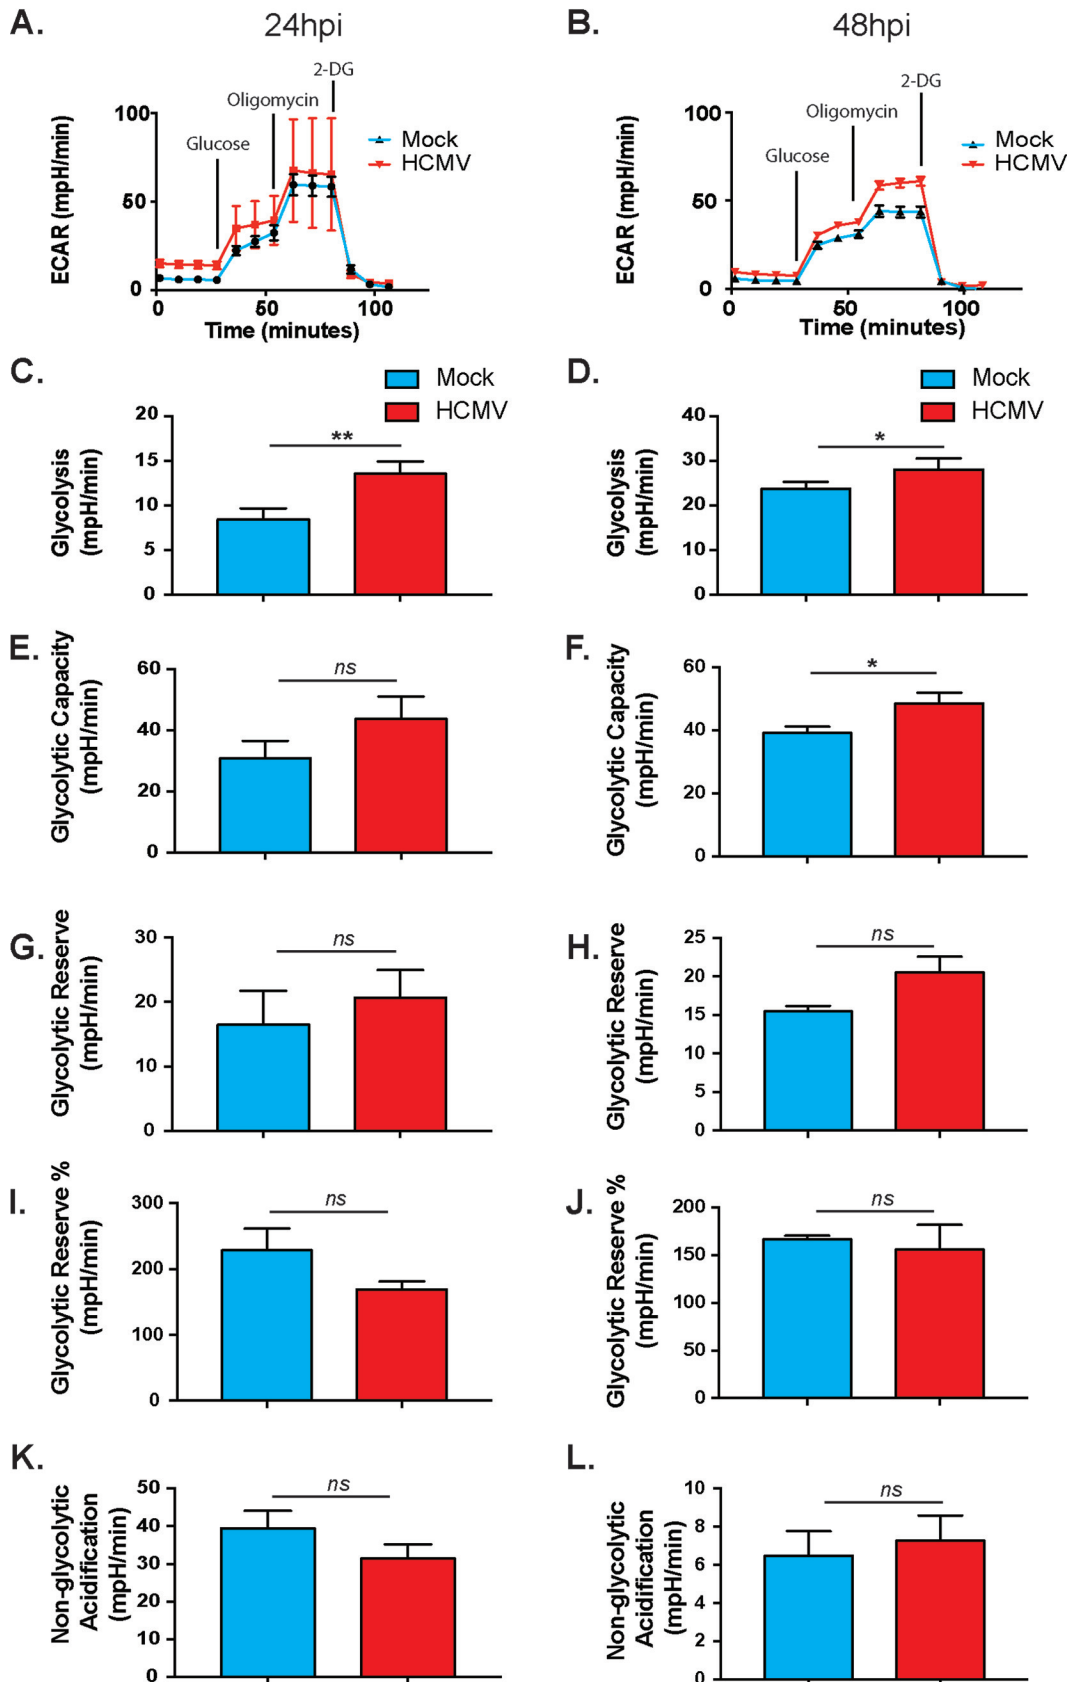 A.
24hpi
B.
48hpi
2-DG
Oligomycin
Glucose
Mock
HCMV
ECAR (mpH/min)
100
50
0
0
50
100
Time (minutes)
2-DG
Oligomycin
Glucose
Mock
HCMV
ECAR (mpH/min)
100
50
0
0
50
100
Time (minutes)
C.
Mock
HCMV
Glycolysis
(mpH/min)
20
15
10
5
0
**
D.
Mock
HCMV
Glycolysis
(mpH/min)
40
30
20
10
0
*
E.
Glycolytic Capacity
(mpH/min)
60
40
20
0
ns
F.
Glycolytic Capacity
(mpH/min)
60
40
20
0
*
G.
Glycolytic Reserve
(mpH/min)
30
20
10
0
ns
H.
Glycolytic Reserve
(mpH/min)
25
20
15
10
5
0
ns
I.
Glycolytic Reserve %
(mpH/min)
300
200
100
0
ns
J.
Glycolytic Reserve %
(mpH/min)
200
150
100
50
0
ns
K.
Non-glycolytic
Acidification
(mpH/min)
50
40
30
20
10
0
ns
L.
Non-glycolytic
Acidification
(mpH/min)
10
8
6
4
2
0
ns